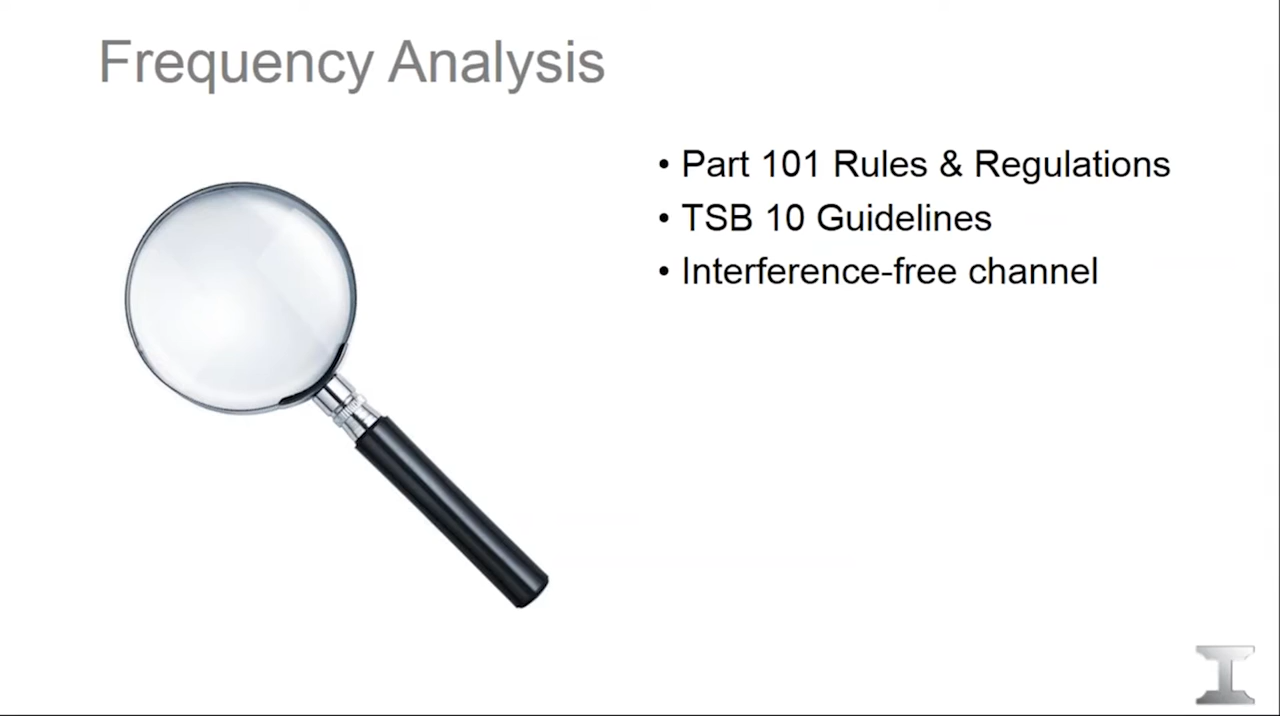 Frequency Analysis
• Part 101 Rules & Regulations
• TSB 10 Guidelines
• Interference-free channel